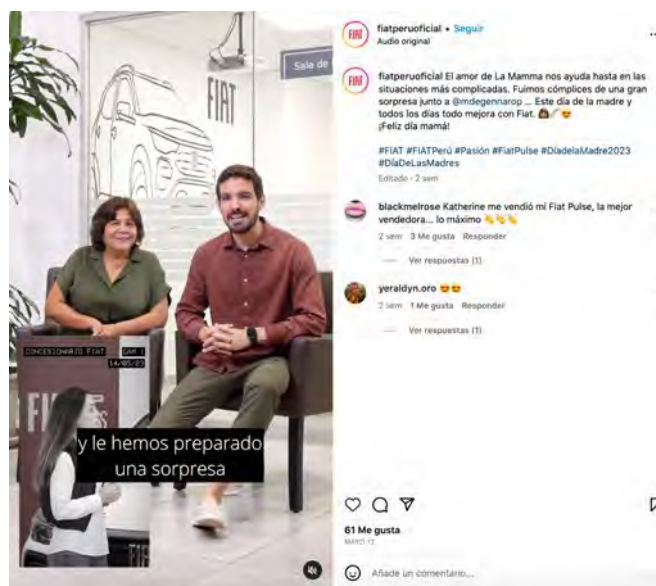 Sala de
FIAT
CONCESIONARIO FIAT CAM 1
14/05/23
y le hemos preparado
una sorpresa
FIAT
fiatperuoficial • Seguir
Audio original
FIAT
fiatperuoficial El amor de La Mamma nos ayuda hasta en las
situaciones más complicadas. Fuimos cómplices de una gran
sorpresa junto a @mdegennarop ... Este día de la madre y
todos los días todo mejora con Fiat.
¡Feliz día mamá!
#FIAT #FIATPerú #Pasión #FiatPulse #DíadelaMadre2023
#DíaDeLasMadres
Editado · 2 sem
blackmelrose Katherine me vendió mi Fiat Pulse, la mejor
vendedora... lo máximo
2 sem 3 Me gusta Responder
Ver respuestas (1)
yeraldyn.oro
2 sem 1 Me gusta Responder
Ver respuestas (1)
61 Me gusta
MAYO 12
Añade un comentario...